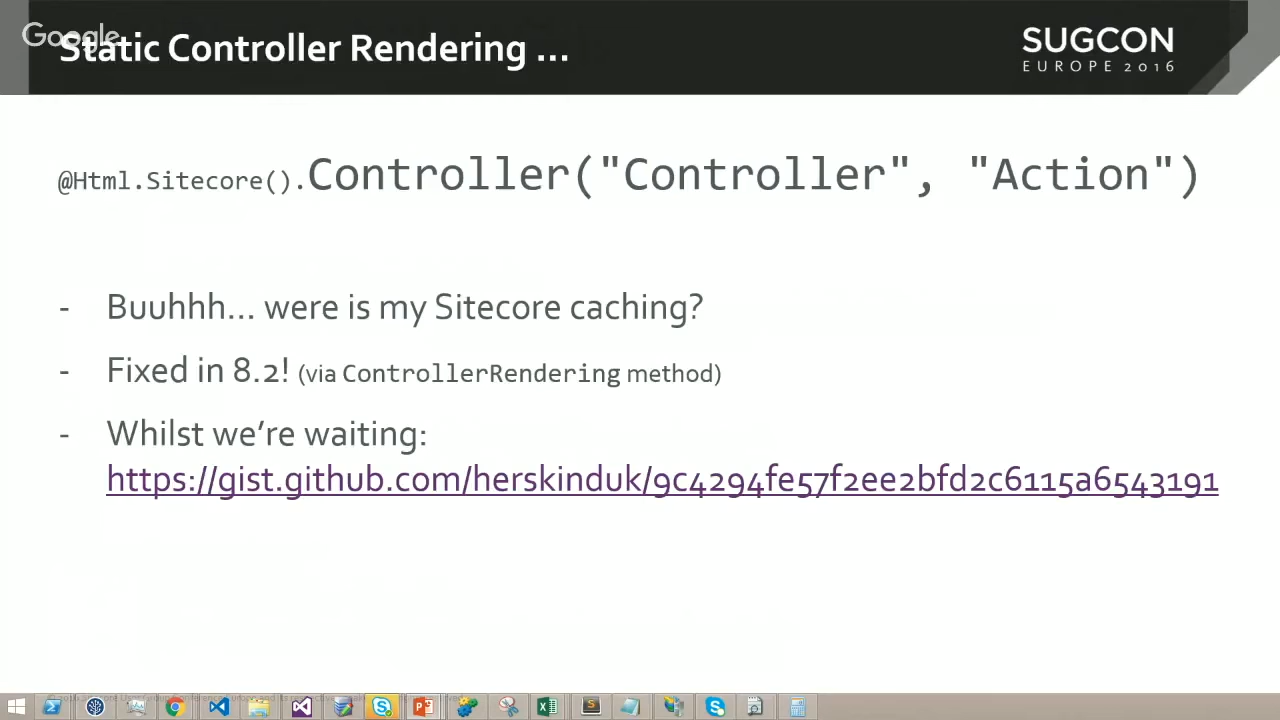 Google
Static Controller Rendering ...
SUGCON
EUROPE 2016
@Html.Sitecore().Controller("Controller", "Action")
- Buuhhh... were is my Sitecore caching?
- Fixed in 8.2! (via ControllerRendering method)
- Whilst we're waiting:
https://gist.github.com/herskinduk/9c4294fe57f2ee2bfd2c6115a6543191